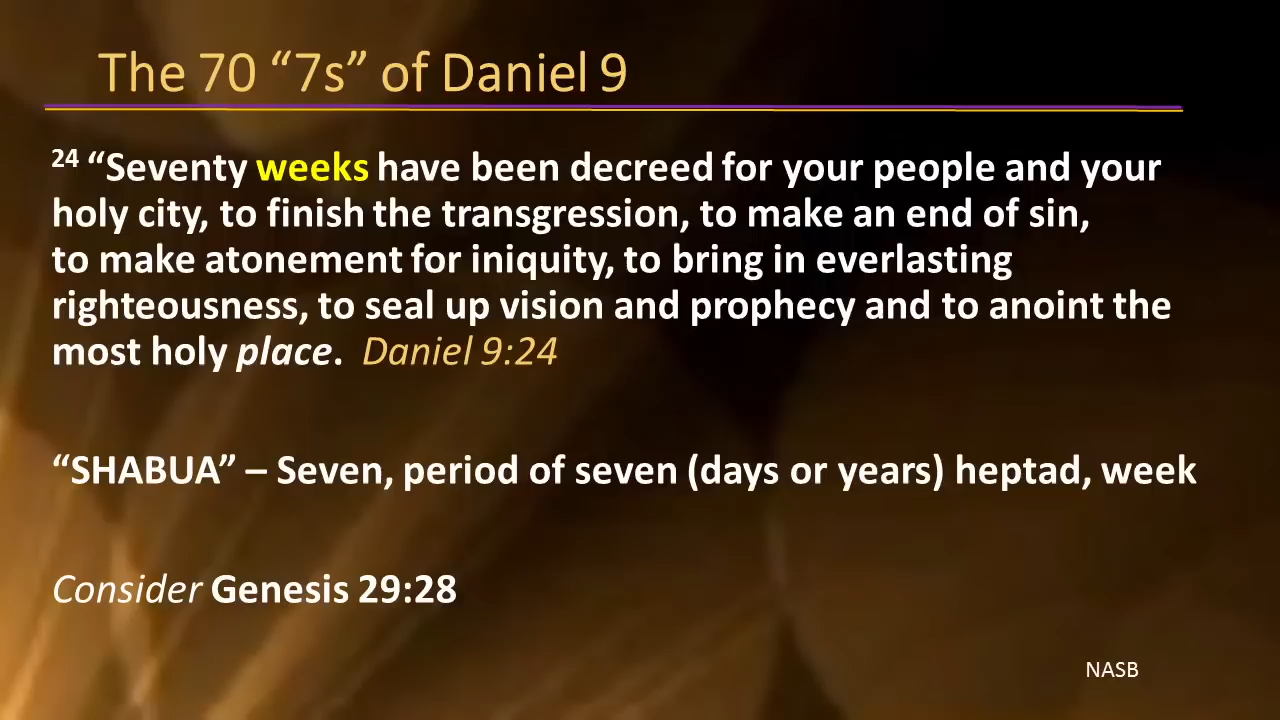 The 70 “7s” of Daniel 9
24 “Seventy weeks have been decreed for your people and your
holy city, to finish the transgression, to make an end of sin,
to make atonement for iniquity, to bring in everlasting
righteousness, to seal up vision and prophecy and to anoint the
most holy place. Daniel 9:24
“SHABUA” – Seven, period of seven (days or years) heptad, week
Consider Genesis 29:28
NASB